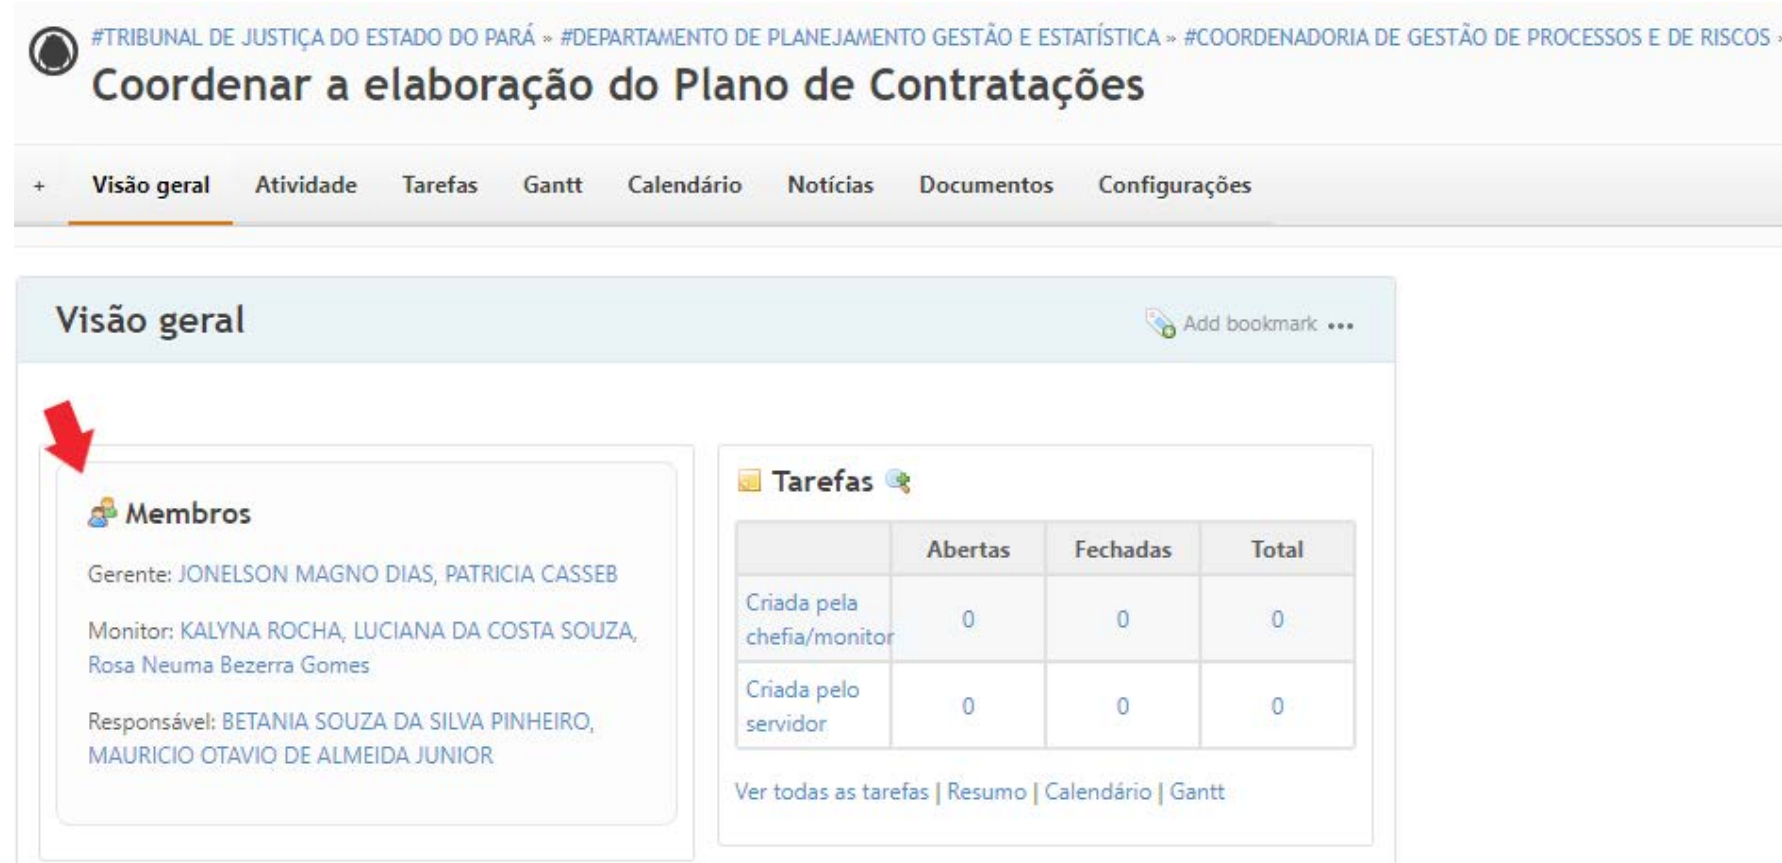 #TRIBUNAL DE JUSTIÇA DO ESTADO DO PARÁ » #DEPARTAMENTO DE PLANEJAMENTO GESTÃO E ESTATÍSTICA » #COORDENADORIA DE GESTÃO DE PROCESSOS E DE RISCOS »
Coordenar a elaboração do Plano de Contratações
+ Visão geral Atividade Tarefas Gantt Calendário Notícias Documentos Configurações
Visão geral
Add bookmark •••
Membros
Gerente: JONELSON MAGNO DIAS, PATRICIA CASSEB
Monitor: KALYNA ROCHA, LUCIANA DA COSTA SOUZA,
Rosa Neuma Bezerra Gomes
Responsável: BETANIA SOUZA DA SILVA PINHEIRO,
MAURICIO OTAVIO DE ALMEIDA JUNIOR
Tarefas
Abertas Fechadas Total
Criada pela
chefia/monitor 0 0 0
Criada pelo
servidor 0 0 0
Ver todas as tarefas | Resumo | Calendário | Gantt